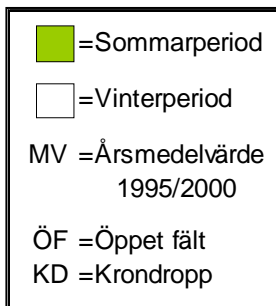 =Sommarperiod
=Vinterperiod
MV =Årsmedelvärde
1995/2000
ÖF =Öppet fält
KD =Krondropp